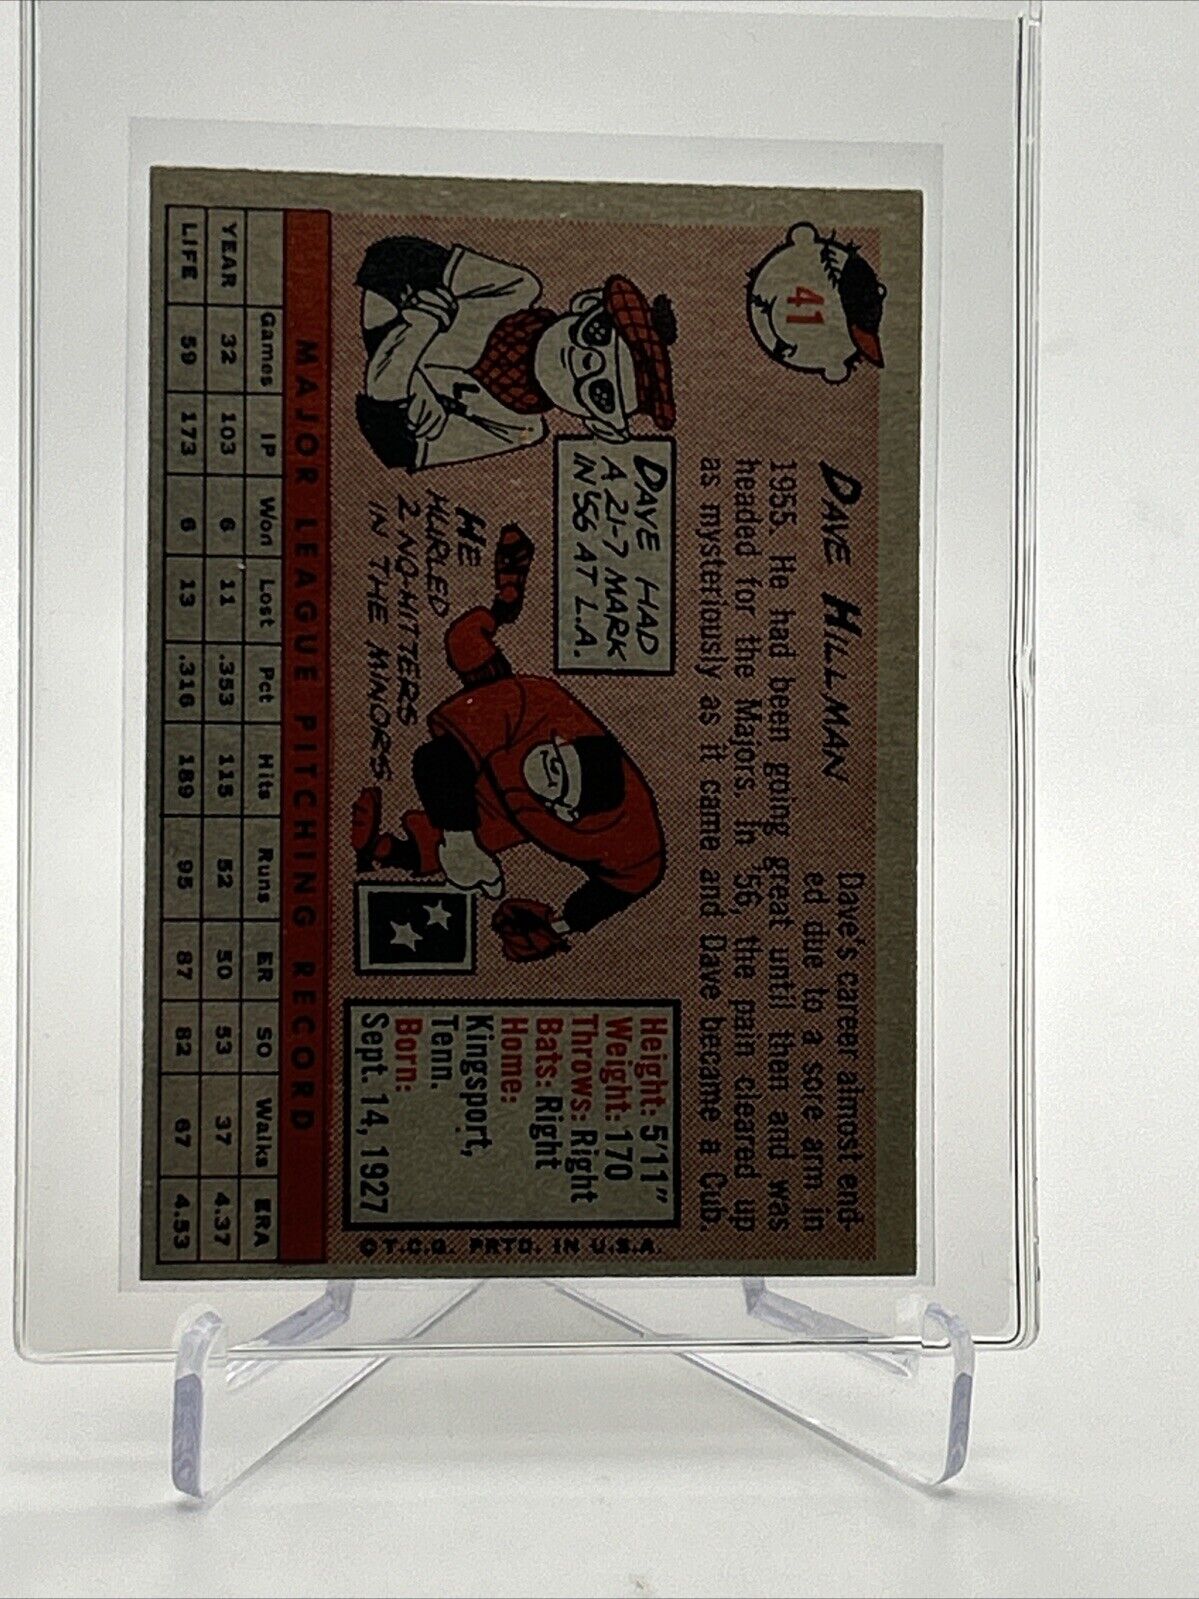 41
DAVE HILLMAN
Dave's career almost end-
ed due to a sore arm in
1955. He had been going great until then and was
headed for the Majors. In '56, the pain cleared up
as mysteriously as it came and Dave became a Cub.
DAVE HAD
A 21-7 MARK
IN '56 AT L.A.
L
HE
HURLED
2 NO-HITTERS
IN THE MINORS
Height: 5'11"
Weight: 170
Throws: Right
Bats: Right
Home:
Kingsport,
Tenn.
Born:
Sept. 14, 1927
©T.C.G. PRTD. IN U.S.A.
MAJOR LEAGUE PITCHING RECORD
Games IP Won Lost Pct Hits Runs ER SO Walks ERA
YEAR 32 103 6 11 .353 115 52 50 53 37 4.37
LIFE 59 173 6 13 .316 189 95 87 82 67 4.53